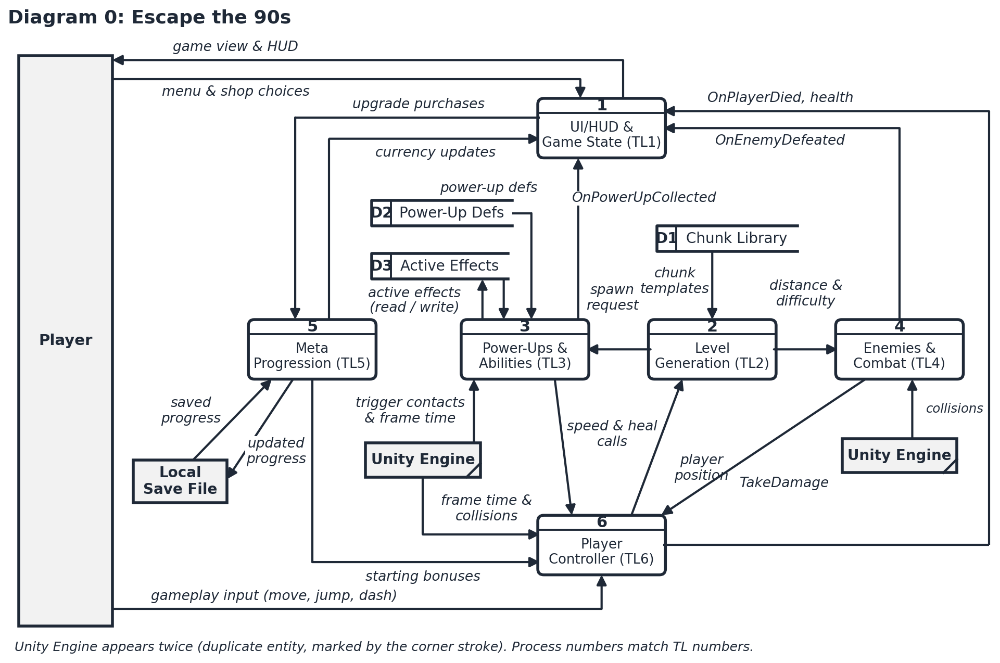 Diagram 0: Escape the 90s
game view & HUD
menu & shop choices
upgrade purchases
OnPlayerDied, health
1
UI/HUD &
Game State (TL1)
OnEnemyDefeated
currency updates
power-up defs
OnPowerUpCollected
D2 Power-Up Defs
D1 Chunk Library
D3 Active Effects
active effects
(read / write)
spawn
request
chunk
templates
distance &
difficulty
Player
5
Meta
Progression (TL5)
3
Power-Ups &
Abilities (TL3)
2
Level
Generation (TL2)
4
Enemies &
Combat (TL4)
saved
progress
trigger contacts
& frame time
collisions
speed & heal
calls
updated
progress
Unity Engine
Unity Engine
Local
Save File
player
position
TakeDamage
frame time &
collisions
6
Player
Controller (TL6)
starting bonuses
gameplay input (move, jump, dash)
Unity Engine appears twice (duplicate entity, marked by the corner stroke). Process numbers match TL numbers.